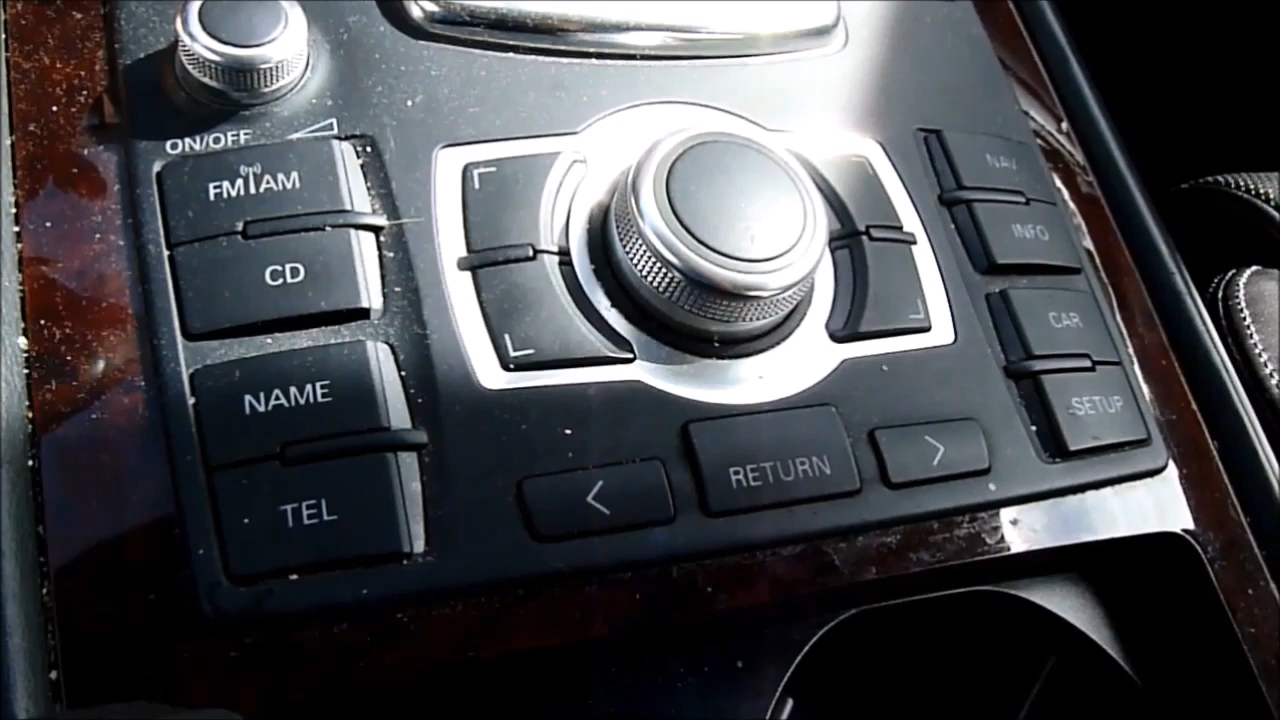 ON/OFF
FM AM
CD
NAME
TEL
<
RETURN
>
NAV
INFO
CAR
SETUP